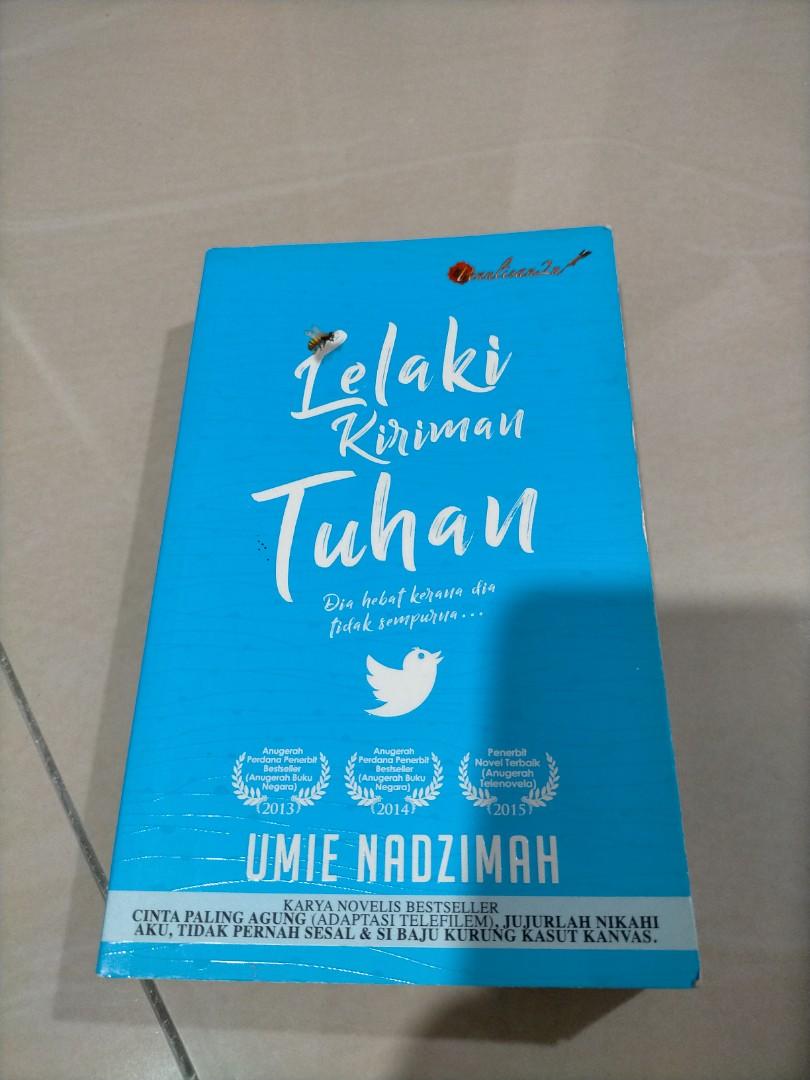 Penulisan2u
Lelaki
Kiriman
Tuhan
Dia hebat kerana dia
tidak sempurna...
Anugerah
Perdana Penerbit
Bestseller
(Anugerah Buku
Negara)
(2013)
Anugerah
Perdana Penerbit
Bestseller
(Anugerah Buku
Negara)
(2014)
Penerbit
Novel Terbaik
(Anugerah
Telenovela)
(2015)
UMIE NADZIMAH
KARYA NOVELIS BESTSELLER
CINTA PALING AGUNG (ADAPTASI TELEFILEM), JUJURLAH NIKAHI
AKU, TIDAK PERNAH SESAL & SI BAJU KURUNG KASUT KANVAS.